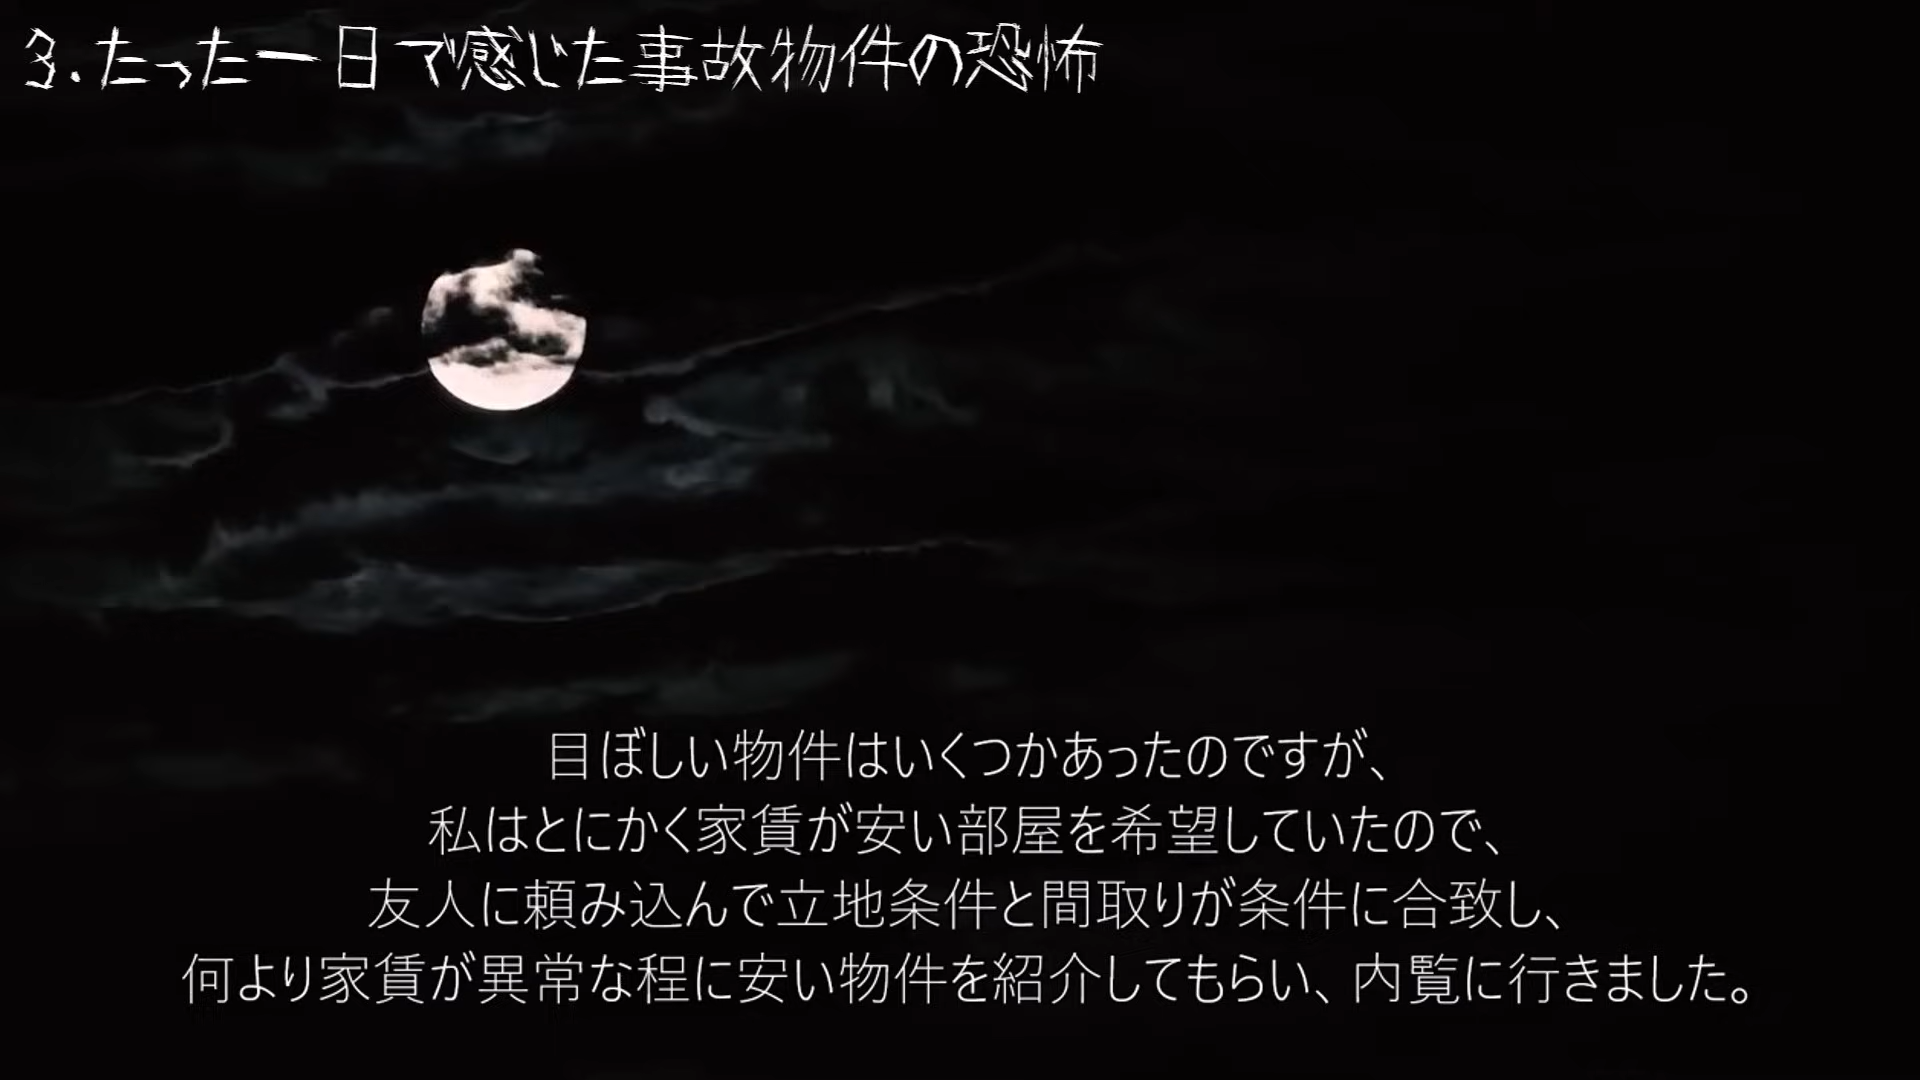 3.たった一日で感じた事故物件の恐怖
目ぼしい物件はいくつかあったのですが、
私はとにかく家賃が安い部屋を希望していたので、
友人に頼み込んで立地条件と間取りが条件に合致し、
何より家賃が異常な程に安い物件を紹介してもらい、内覧に行きました。